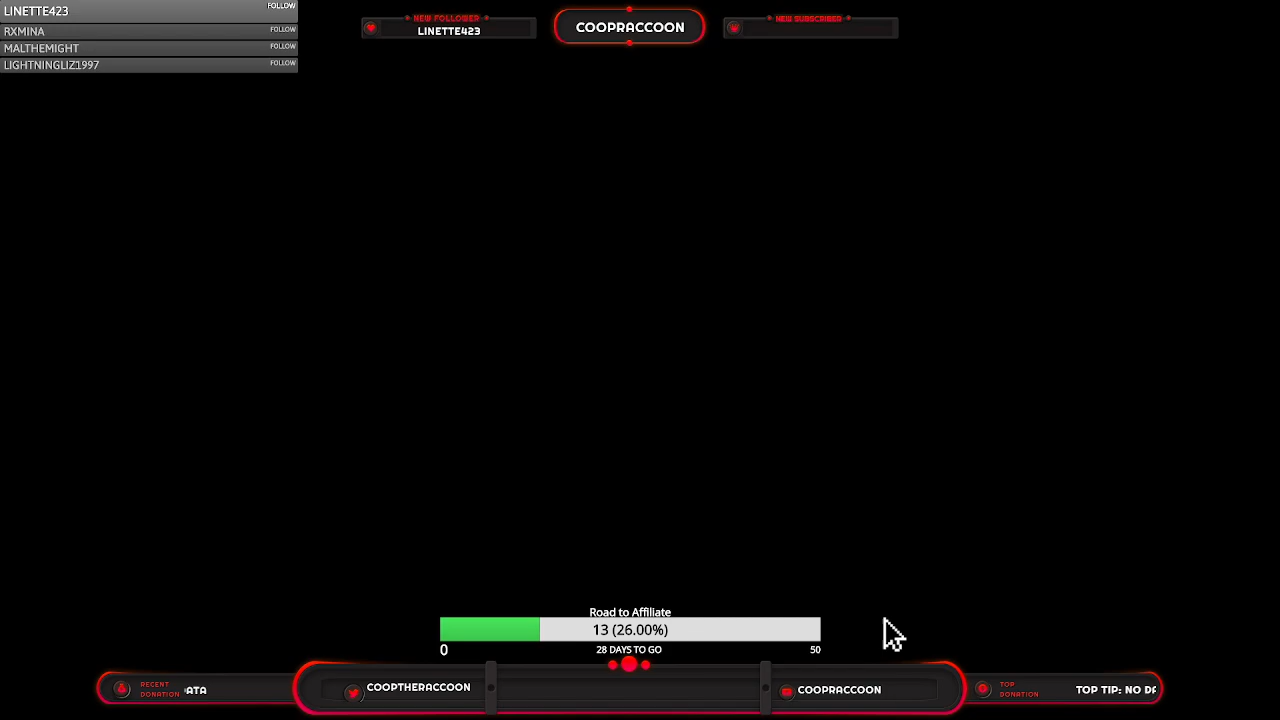 LINETTE423 FOLLOW
RXMINA FOLLOW
MALTHEMIGHT FOLLOW
LIGHTNINGLIZ1997 FOLLOW
NEW FOLLOWER
LINETTE423
COOPRACCOON
NEW SUBSCRIBER
Road to Affiliate
13 (26.00%)
0 28 DAYS TO GO 50
RECENT
DONATION
ATA
COOPTHERACCOON
COOPRACCOON
TOP
DONATION
TOP TIP: NO DA